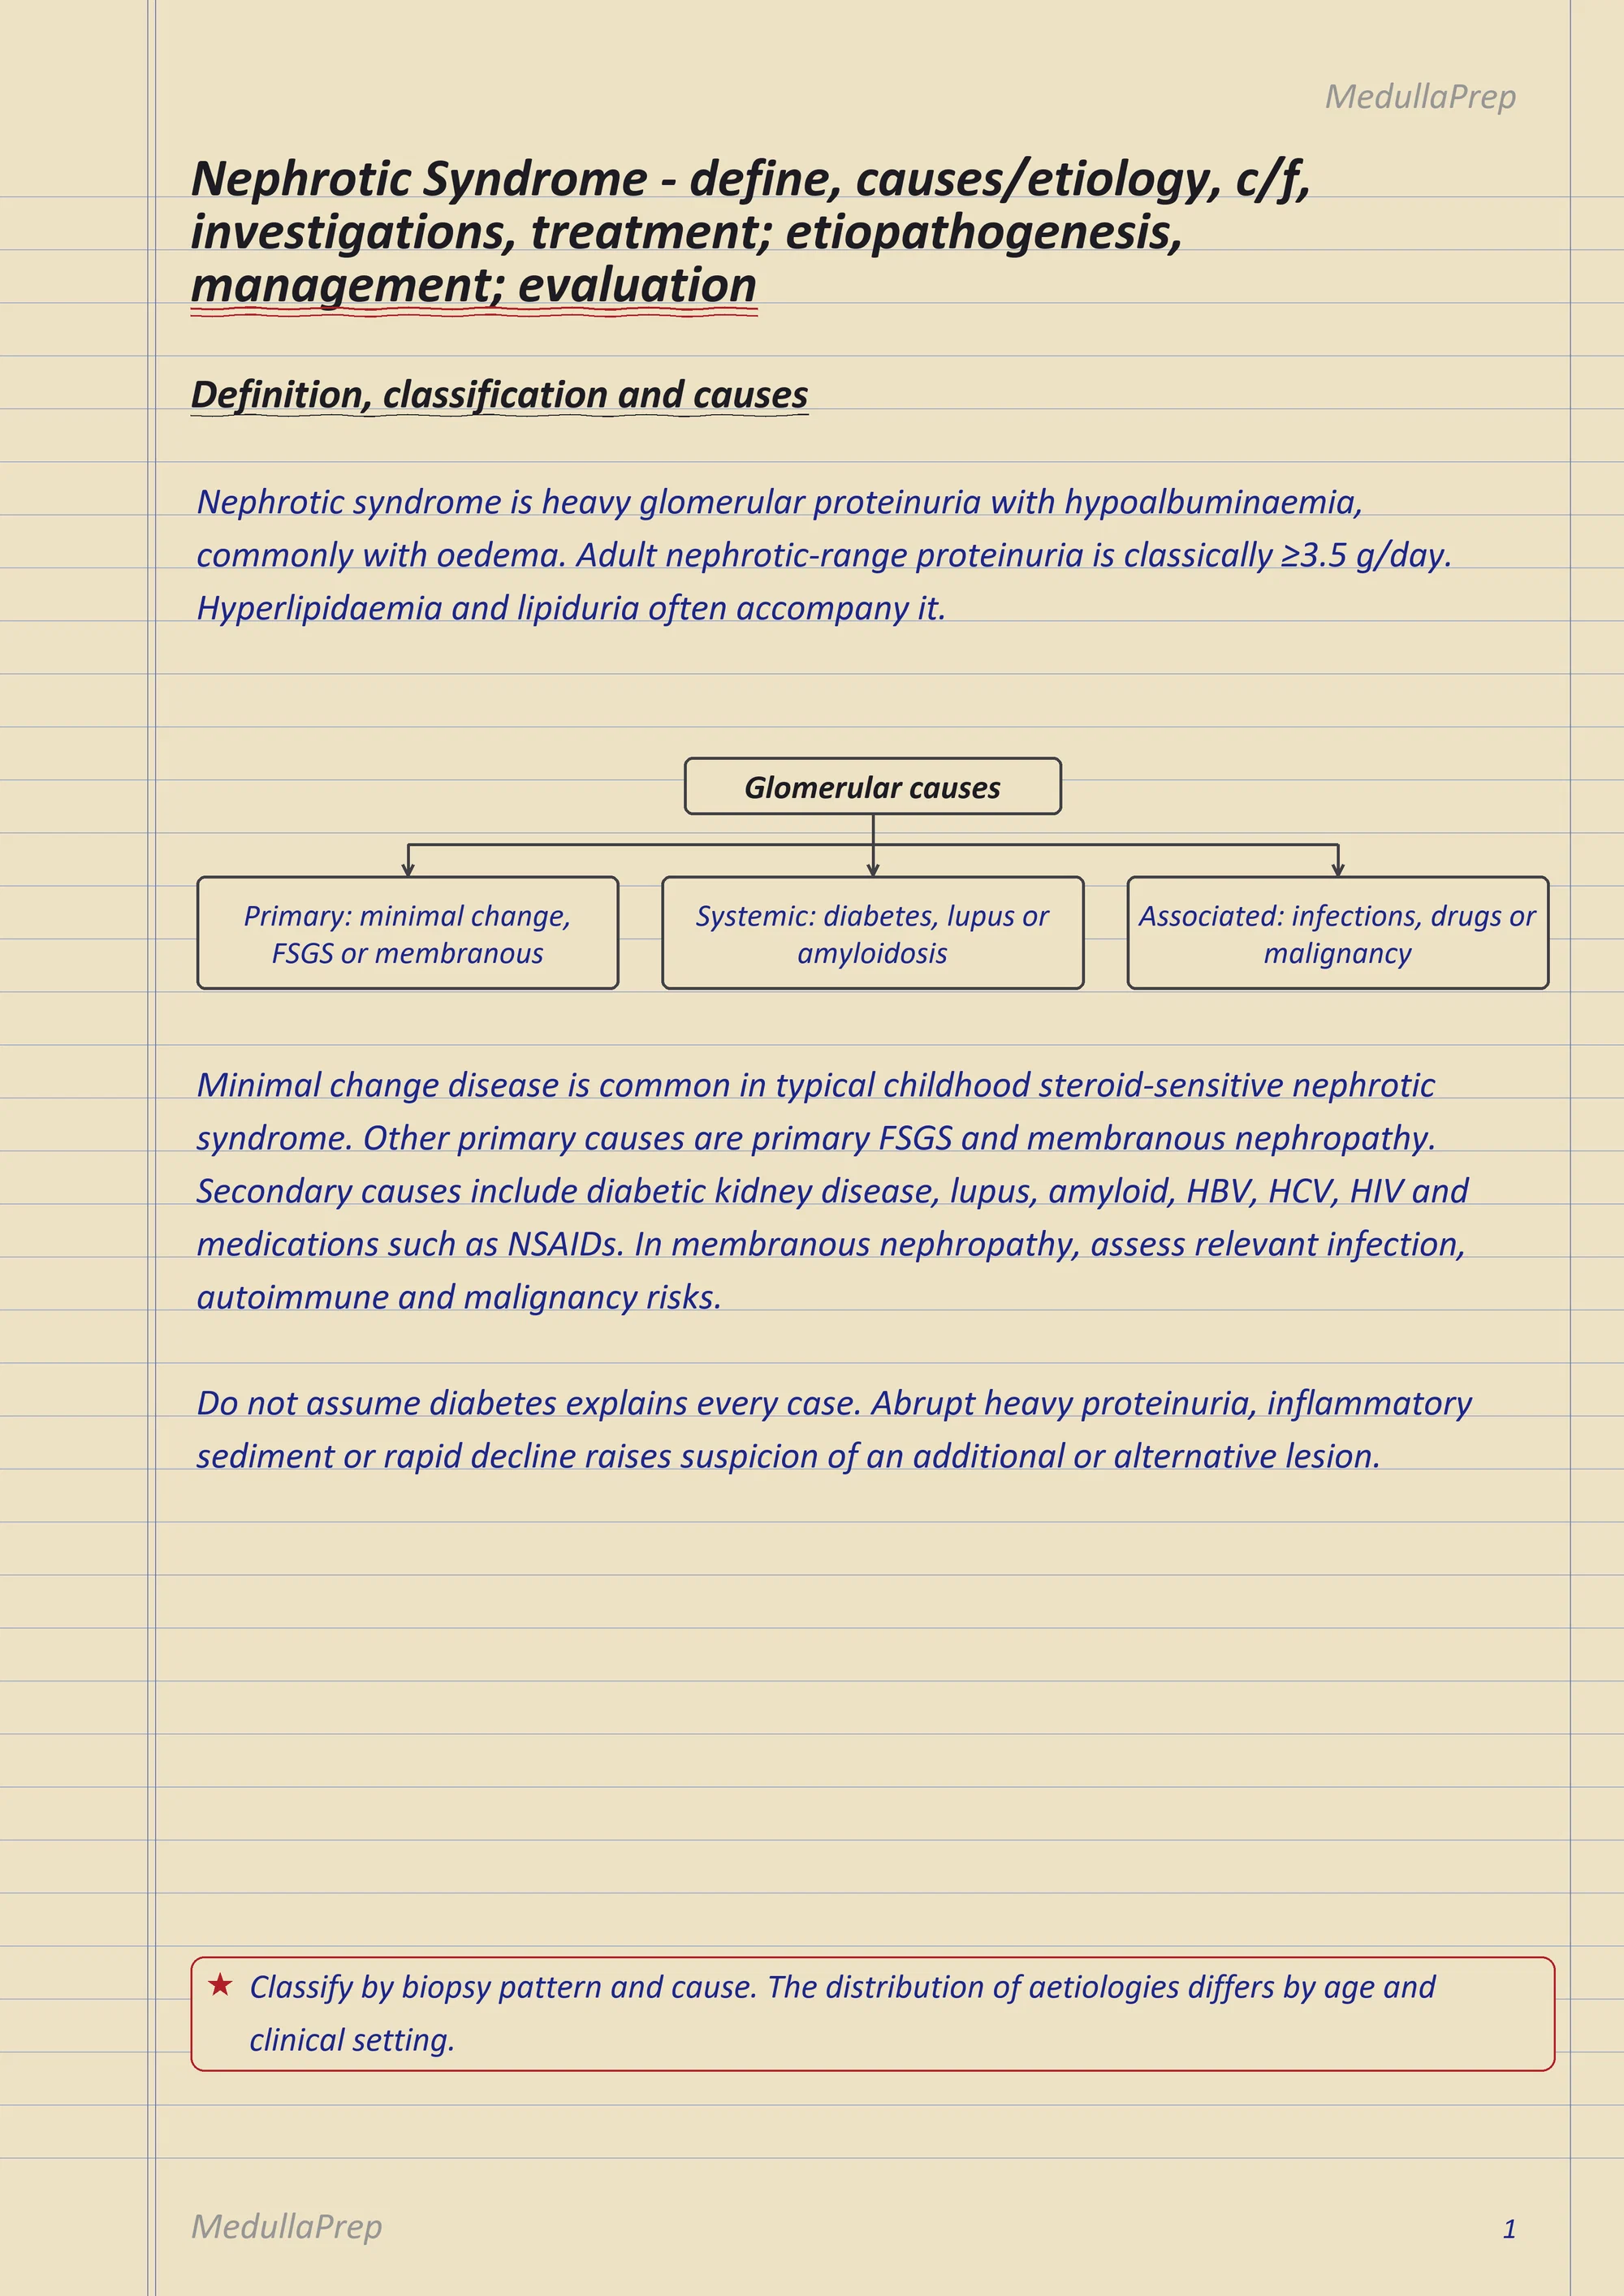 MedullaPrep
Nephrotic Syndrome - define, causes/etiology, c/f,
investigations, treatment; etiopathogenesis,
management; evaluation
Definition, classification and causes
Nephrotic syndrome is heavy glomerular proteinuria with hypoalbuminaemia,
commonly with oedema. Adult nephrotic-range proteinuria is classically ≥3.5 g/day.
Hyperlipidaemia and lipiduria often accompany it.
Glomerular causes
Primary: minimal change,
FSGS or membranous
Systemic: diabetes, lupus or
amyloidosis
Associated: infections, drugs or
malignancy
Minimal change disease is common in typical childhood steroid-sensitive nephrotic
syndrome. Other primary causes are primary FSGS and membranous nephropathy.
Secondary causes include diabetic kidney disease, lupus, amyloid, HBV, HCV, HIV and
medications such as NSAIDs. In membranous nephropathy, assess relevant infection,
autoimmune and malignancy risks.
Do not assume diabetes explains every case. Abrupt heavy proteinuria, inflammatory
sediment or rapid decline raises suspicion of an additional or alternative lesion.
★ Classify by biopsy pattern and cause. The distribution of aetiologies differs by age and
clinical setting.
MedullaPrep
1